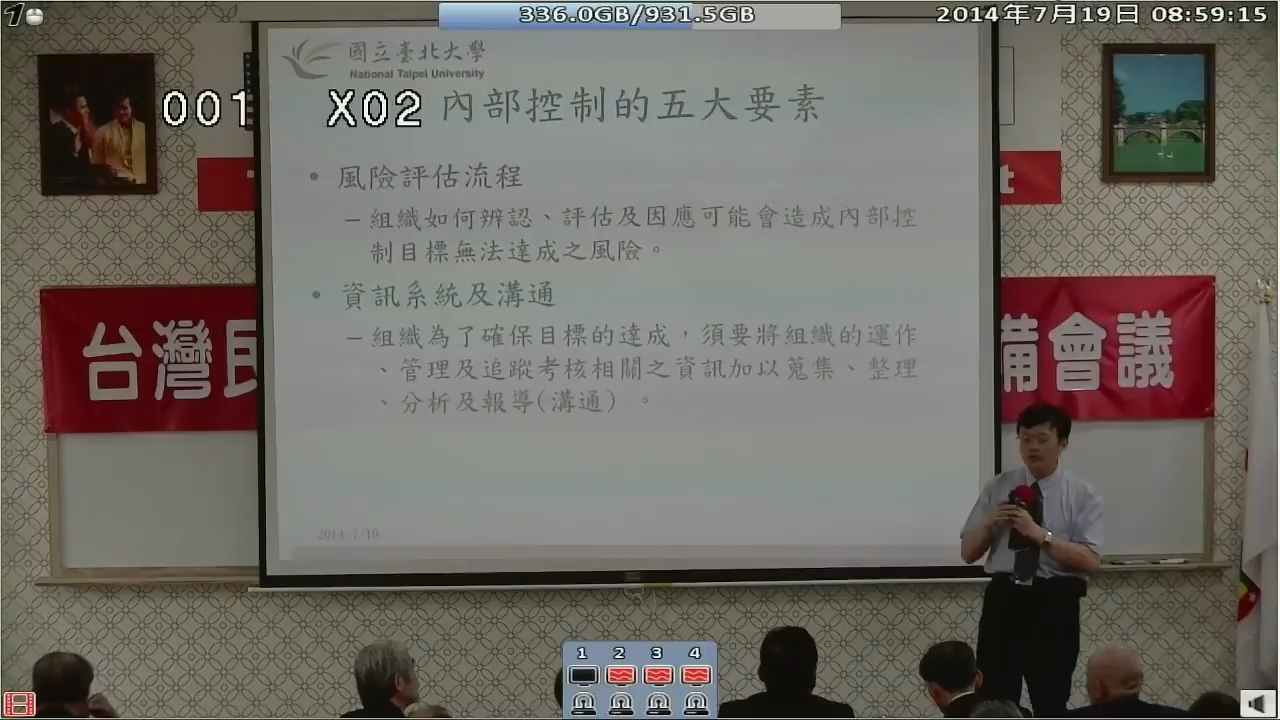 336.0GB/931.5GB
2014年7月19日 08:59:15
國立臺北大學
National Taipei University
001 X02
內部控制的五大要素
• 風險評估流程
–組織如何辨認、評估及因應可能會造成內部控
制目標無法達成之風險。
• 資訊系統及溝通
–組織為了確保目標的達成，須要將組織的運作
、管理及追蹤考核相關之資訊加以蒐集、整理
、分析及報導(溝通)。
2014/7/19
t
台灣民
備會議
1 2 3 4